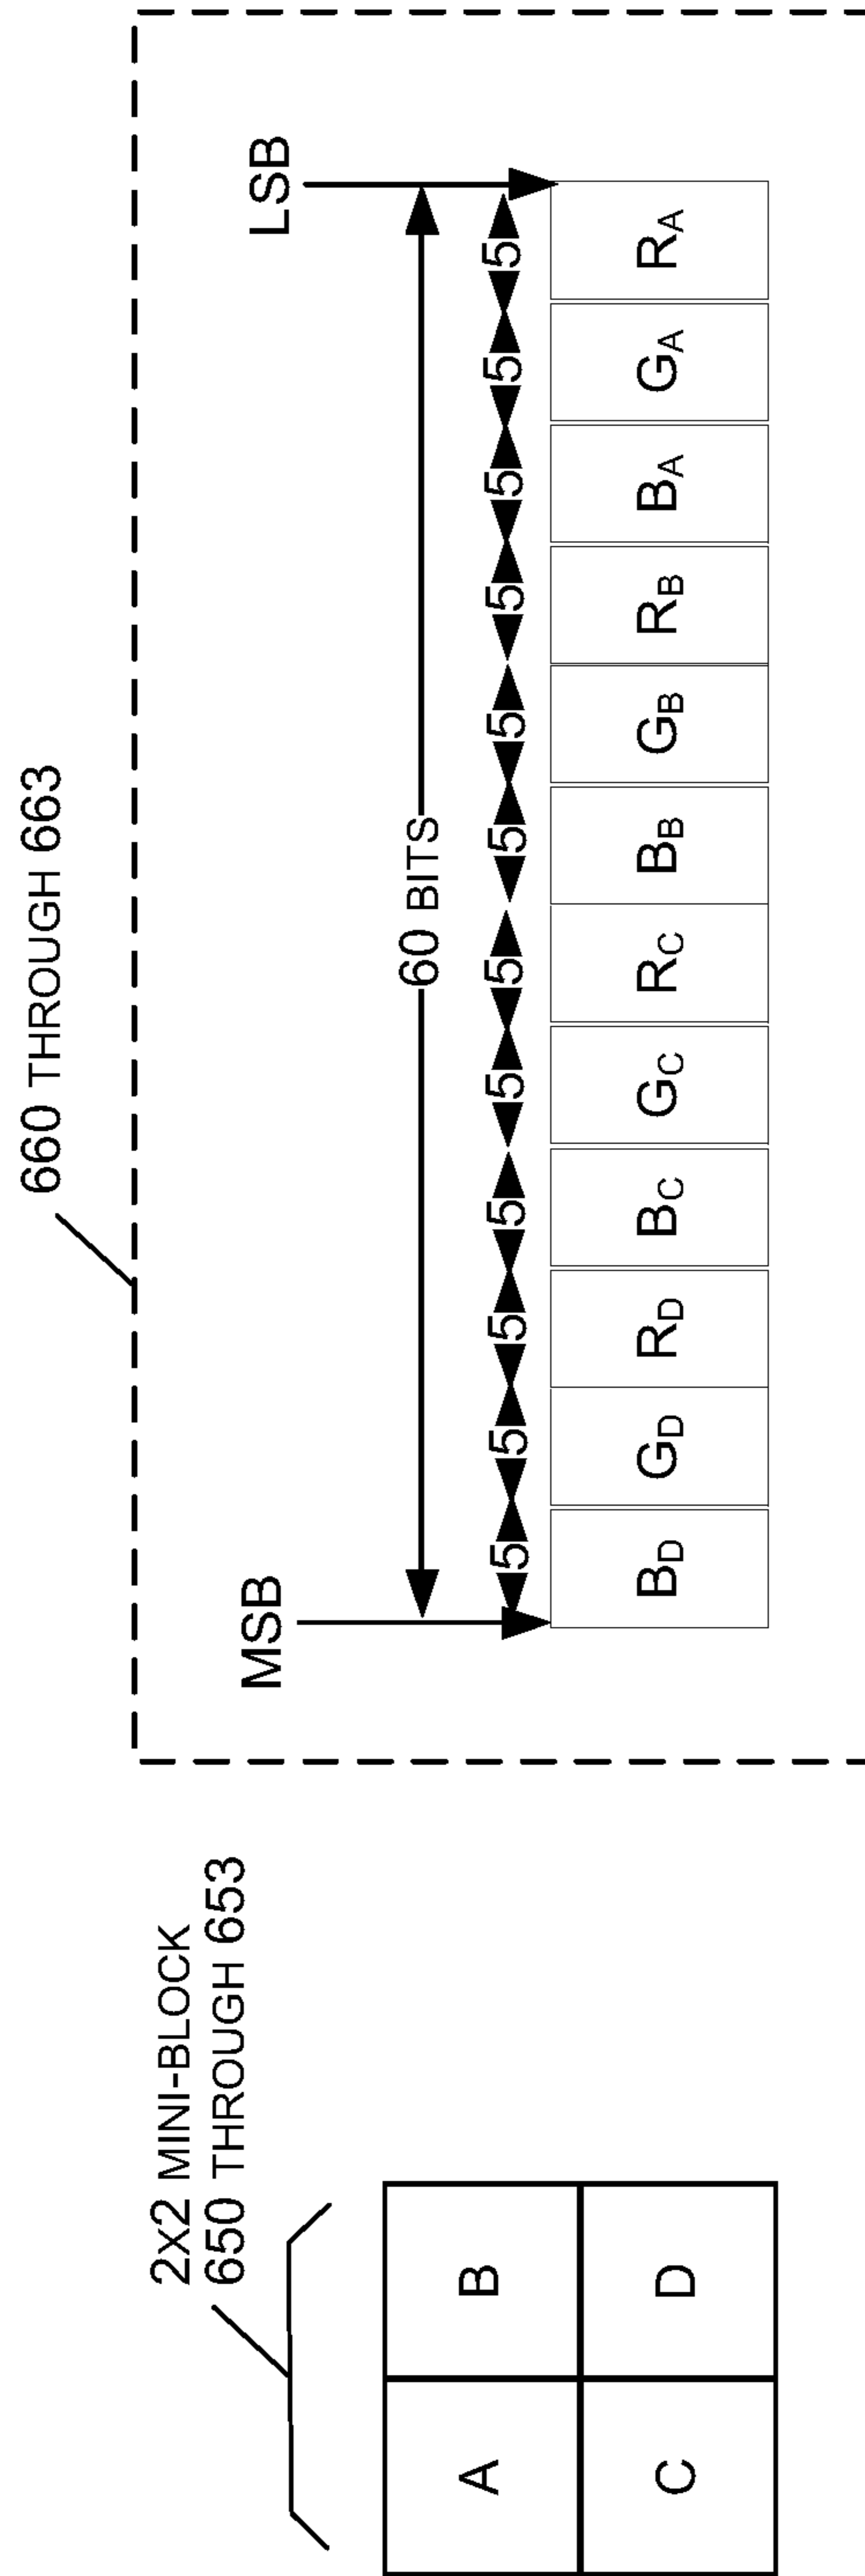 2X2 MINI-BLOCK
650 THROUGH 653
A B
C D
660 THROUGH 663
MSB LSB
60 BITS
5 5 5 5 5 5 5 5 5 5 5 5
BD GD RD BC GC RC BB GB RB BA GA RA